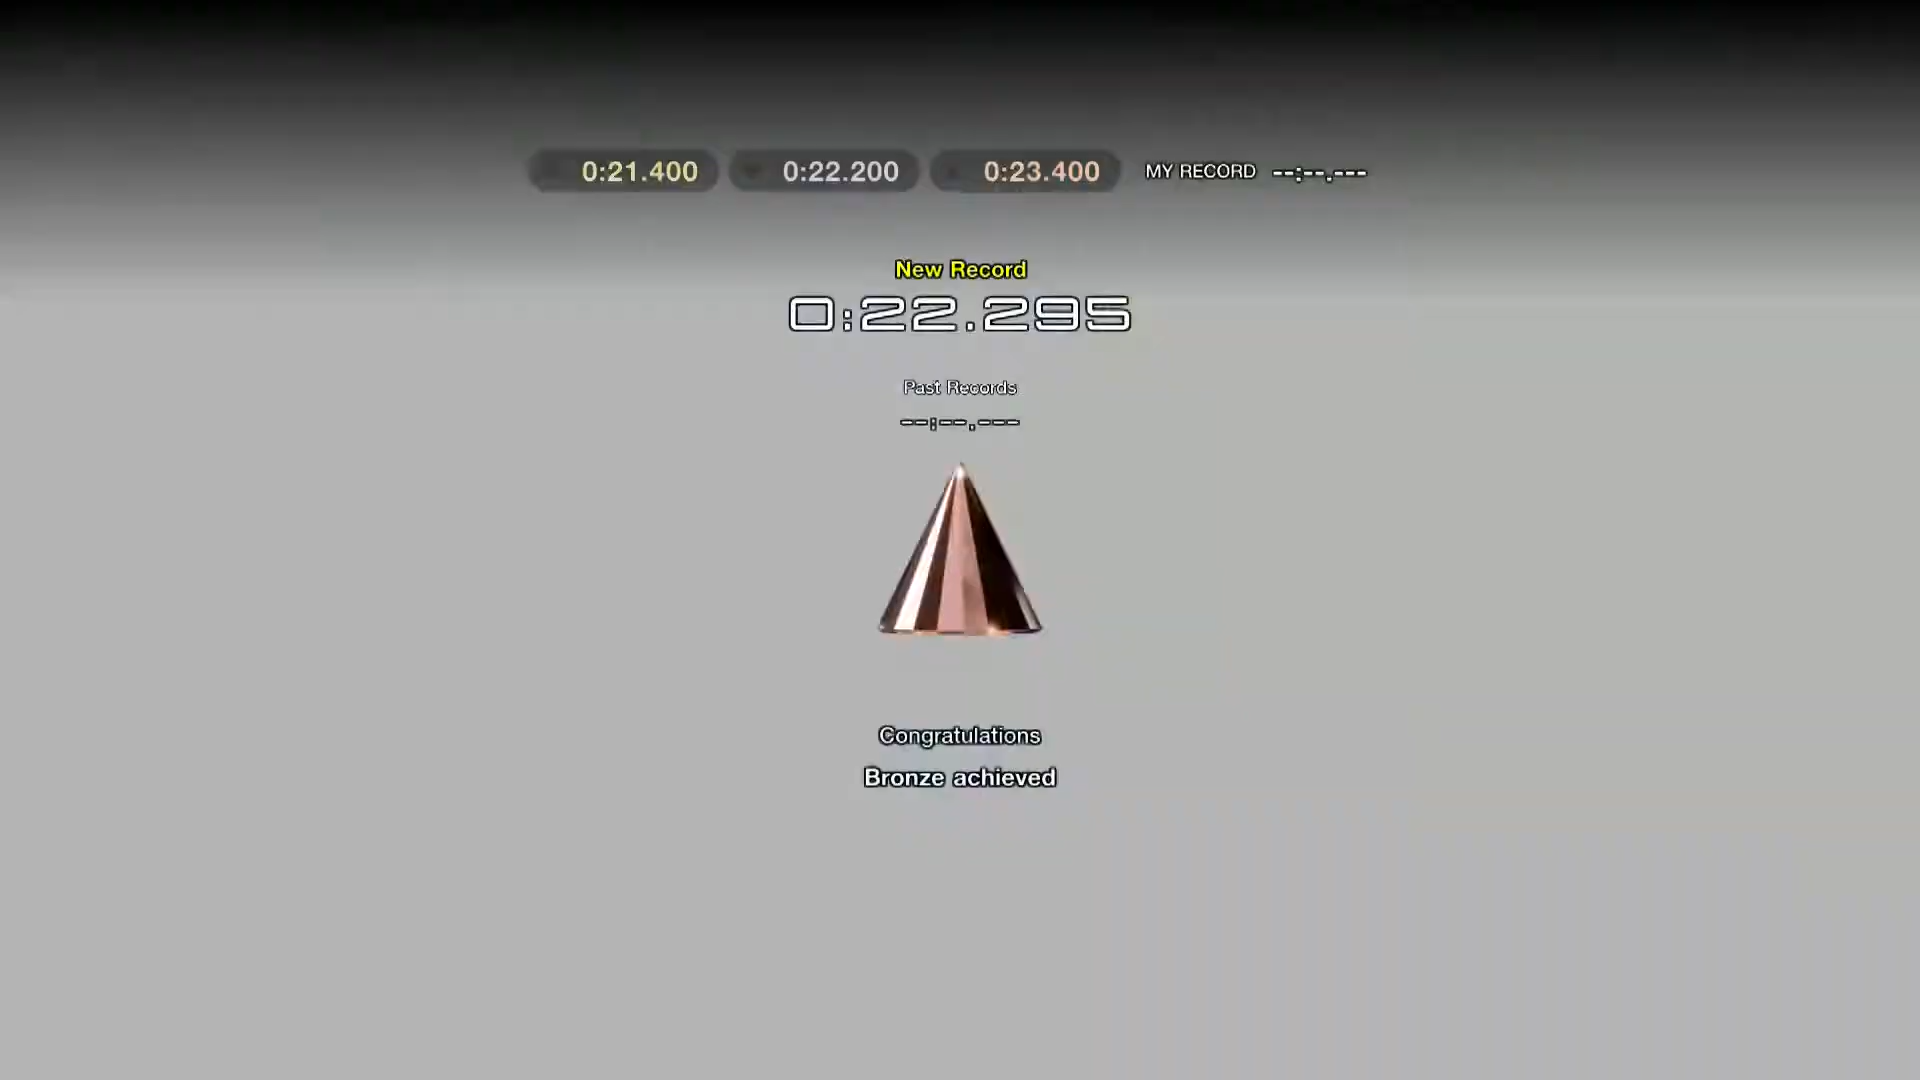 0:21.400 0:22.200 0:23.400 MY RECORD --:--.---
New Record
0:22.295
Past Records
--:--.---
Congratulations
Bronze achieved